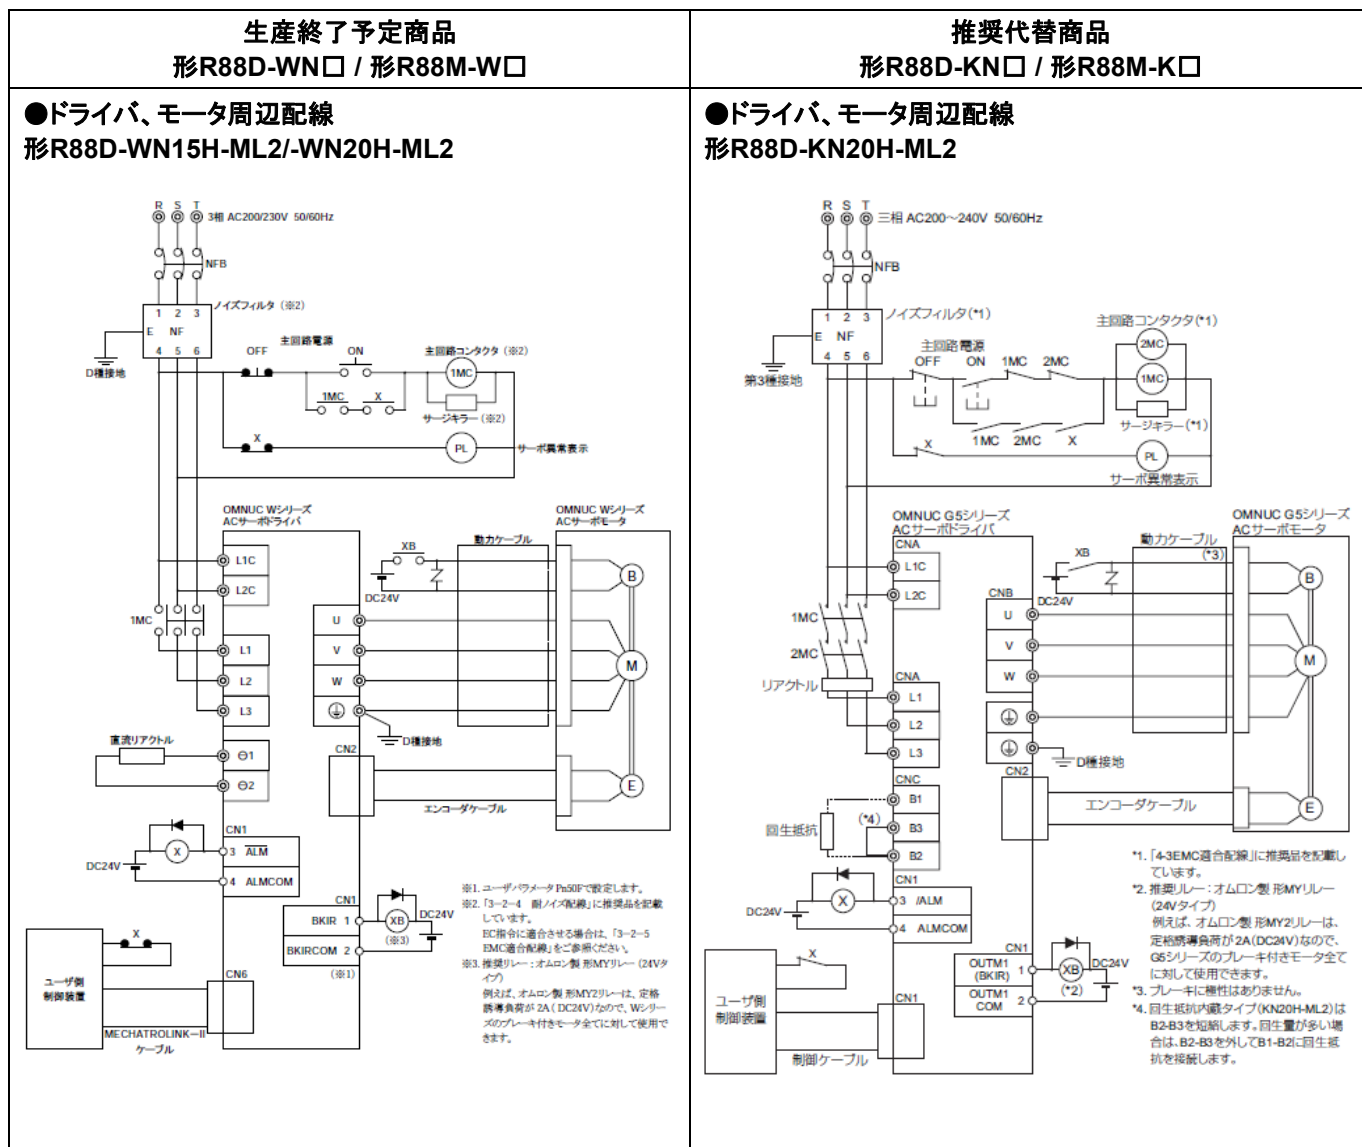 生産終了予定商品
形R88D-WN□ / 形R88M-W□
推奨代替商品
形R88D-KN□ / 形R88M-K□
●ドライバ、モータ周辺配線
形R88D-WN15H-ML2/-WN20H-ML2
R S T
3相 AC200/230V 50/60Hz
NFB
ノイズフィルタ（※2）
1 2 3
E NF
4 5 6
D種接地
主回路電源
OFF
ON
主回路コンタクタ（※2）
1MC
1MC
X
サージキラー（※2）
X
PL
サーボ異常表示
OMNUC Wシリーズ
ACサーボドライバ
OMNUC Wシリーズ
ACサーボモータ
XB
動力ケーブル
L1C
L2C
DC24V
B
1MC
U
V
W
M
L1
L2
L3
D種接地
直流リアクトル
⊖1
⊖2
CN2
E
エンコーダケーブル
CN1
X
3 ALM
DC24V
4 ALMCOM
CN1
BKIR 1
XB
DC24V
（※3）
BKIRCOM 2
（※1）
X
ユーザ側
制御装置
CN6
MECHATROLINK－II
ケーブル
※1. ユーザパラメータ Pn50Fで設定します。
※2.「3－2－4 耐ノイズ配線」に推奨品を記載
しています。
EC指令に適合させる場合は、「3－2－5
EMC適合配線」をご参照ください。
※3. 推奨リレー：オムロン製 形MYリレー（24Vタ
イプ）
例えば、オムロン製 形MY2リレーは、定格
誘導負荷が 2A（DC24V）なので、Wシリー
ズのブレーキ付きモータ全てに対して使用で
きます。
●ドライバ、モータ周辺配線
形R88D-KN20H-ML2
R S T
三相 AC200～240V 50/60Hz
NFB
ノイズフィルタ(*1)
1 2 3
E NF
4 5 6
第3種接地
主回路電源
OFF
ON
1MC
2MC
主回路コンタクタ(*1)
2MC
1MC
サージキラー(*1)
1MC
2MC
X
X
PL
サーボ異常表示
OMNUC G5シリーズ
ACサーボドライバ
OMNUC G5シリーズ
ACサーボモータ
CNA
XB
動力ケーブル
(*3)
L1C
L2C
CNB
DC24V
B
1MC
2MC
U
V
W
M
リアクトル
CNA
L1
L2
L3
D種接地
CN2
CNC
B1
(*4)
B3
B2
回生抵抗
エンコーダケーブル
E
CN1
X
3 /ALM
DC24V
4 ALMCOM
CN1
OUTM1
(BKIR) 1
XB
DC24V
(*2)
OUTM1
COM 2
X
ユーザ側
制御装置
CN1
制御ケーブル
*1.「4-3EMC適合配線」に推奨品を記載し
ています。
*2. 推奨リレー：オムロン製 形MYリレー
(24Vタイプ)
例えば、オムロン製 形MY2リレーは、
定格誘導負荷が 2A(DC24V)なので、
G5シリーズのブレーキ付きモータ全て
に対して使用できます。
*3. ブレーキに極性はありません。
*4. 回生抵抗内蔵タイプ(KN20H-ML2)は
B2-B3を短絡します。回生量が多い場
合は、B2-B3を外してB1-B2に回生抵
抗を接続します。